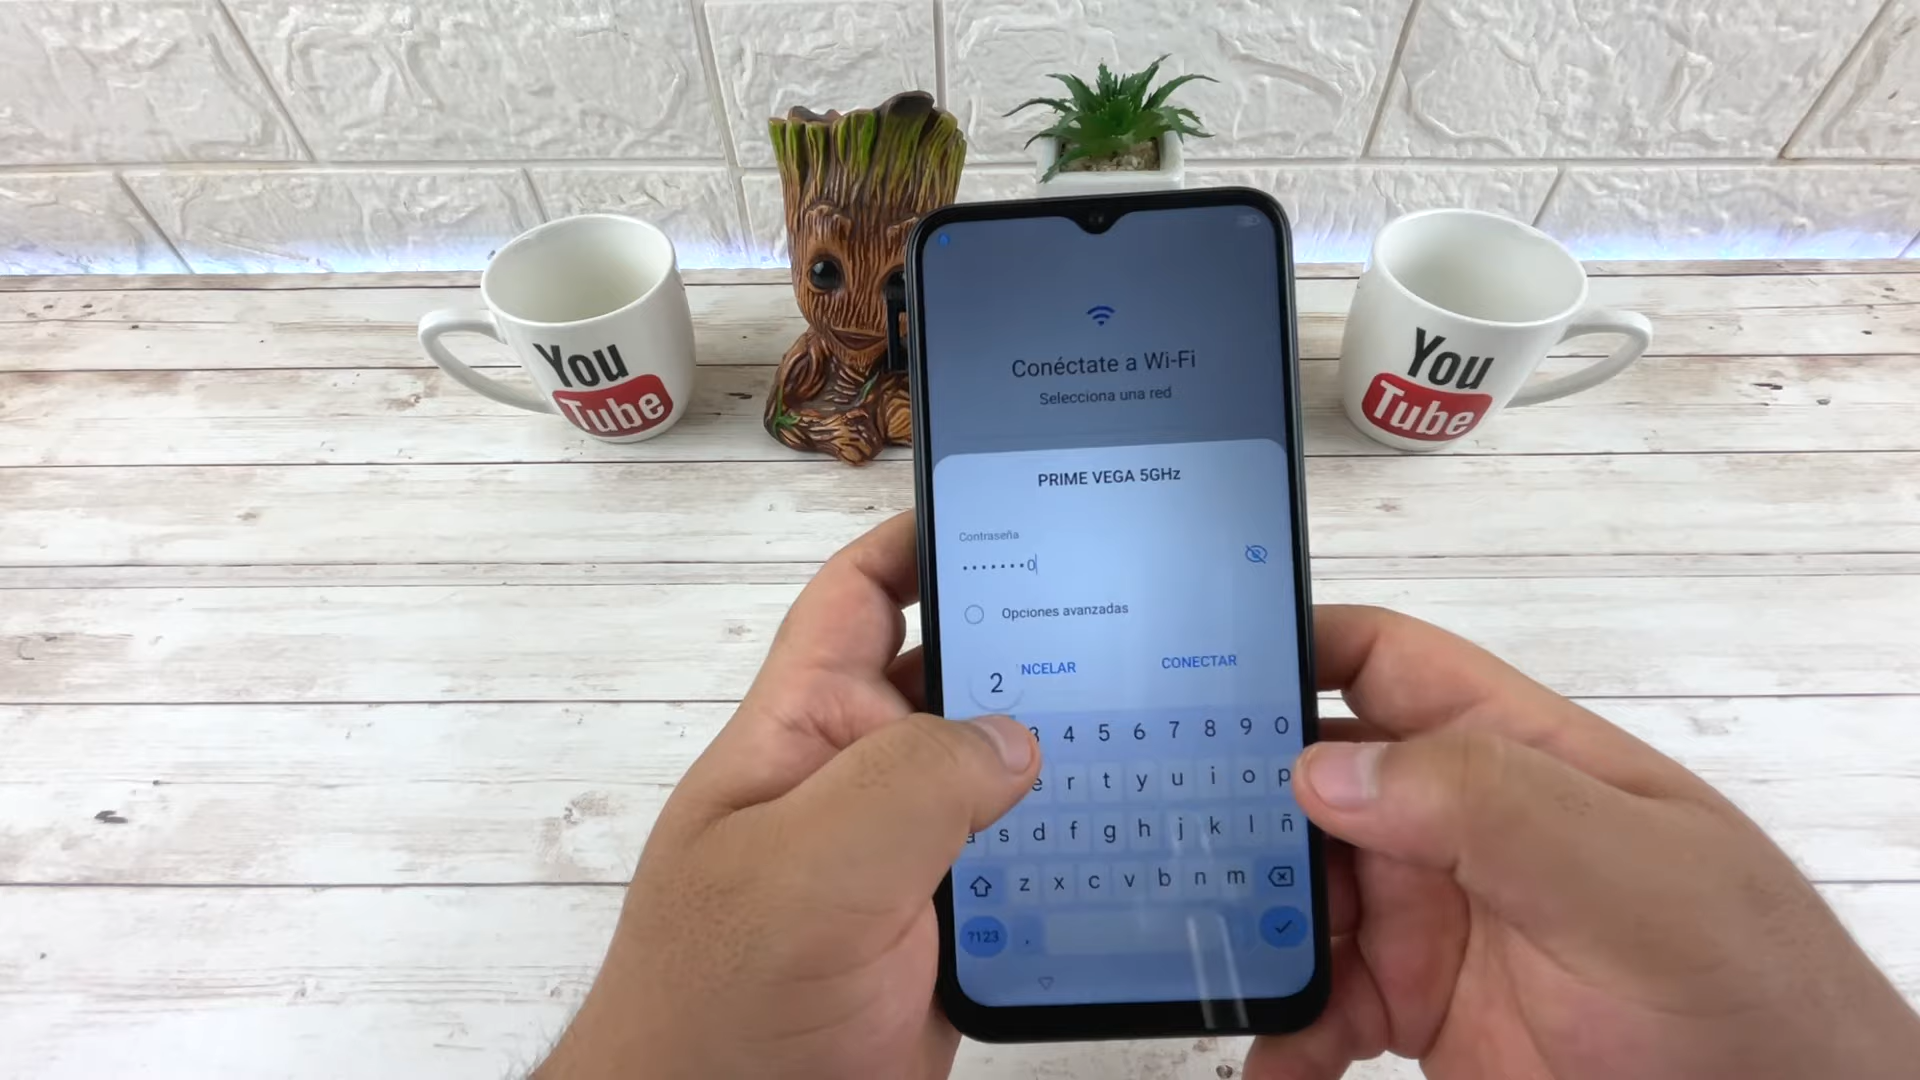 You
Tube
You
Tube
Conéctate a Wi-Fi
Selecciona una red
PRIME VEGA 5GHz
Contraseña
•••••••0
Opciones avanzadas
NCELAR
CONECTAR
2
3 4 5 6 7 8 9 0
e r t y u i o p
a s d f g h j k l ñ
z x c v b n m
?123 ,